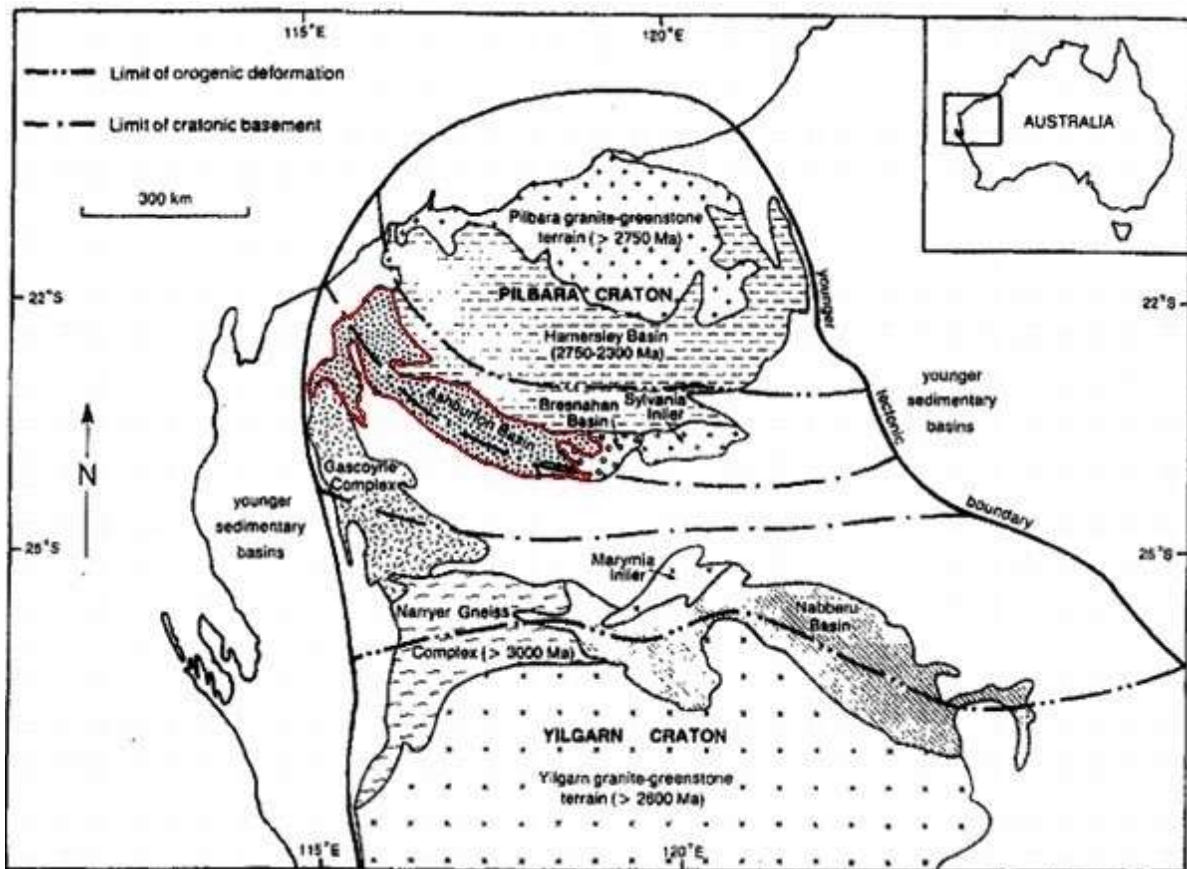 115°E
120°E
Limit of orogenic deformation
Limit of cratonic basement
300 km
AUSTRALIA
Pilbara granite-greenstone
terrain (> 2750 Ma)
22°S
PILBARA CRATON
22°S
younger
Hamersley Basin
(2750-2300 Ma)
tectonic
younger
sedimentary
basins
Sylvania
Inlier
Bresnahan
Basin
Ashburton Basin
N
Gascoyne
Complex
younger
sedimentary
basins
boundary
25°S
25°S
Marymia
Inlier
Nabberu
Basin
Narryer Gneiss
Complex (> 3000 Ma)
YILGARN CRATON
Yilgarn granite-greenstone
terrain (> 2600 Ma)
115°E
120°E